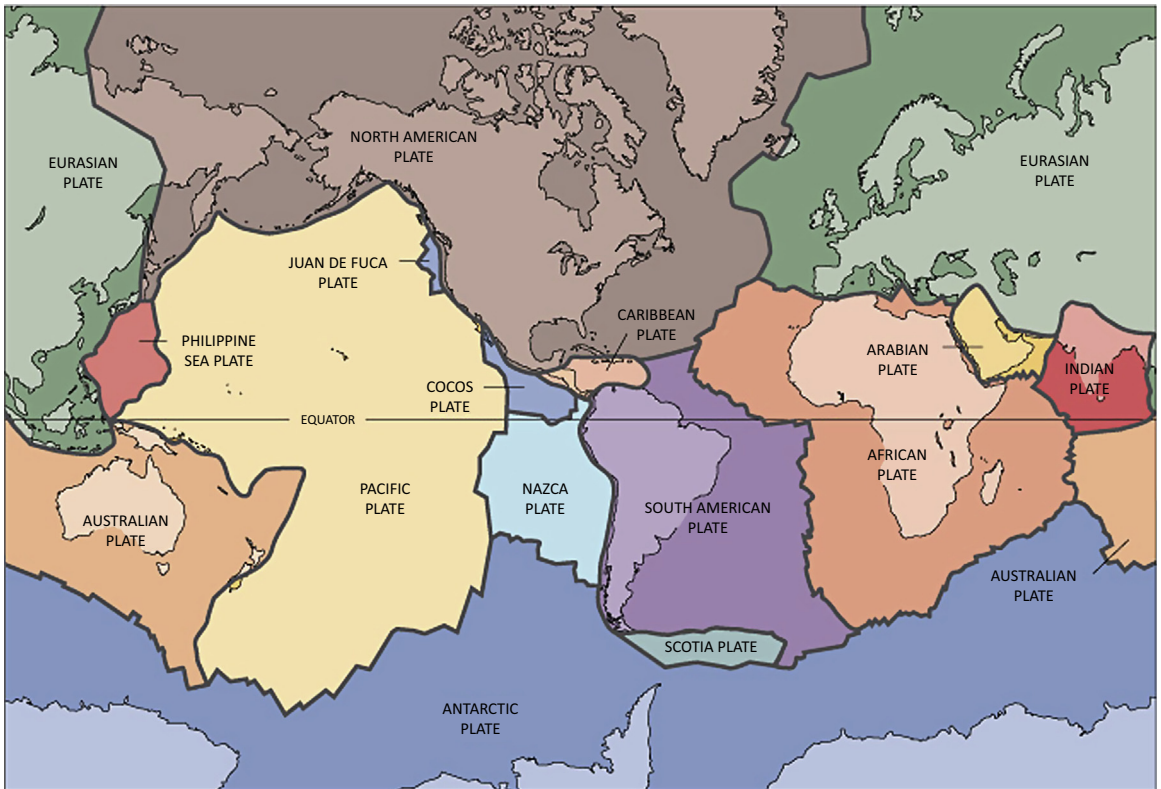 NORTH AMERICAN
PLATE
EURASIAN
PLATE
EURASIAN
PLATE
JUAN DE FUCA
PLATE
CARIBBEAN
PLATE
PHILIPPINE
SEA PLATE
ARABIAN
PLATE
INDIAN
PLATE
COCOS
PLATE
EQUATOR
AFRICAN
PLATE
PACIFIC
PLATE
NAZCA
PLATE
SOUTH AMERICAN
PLATE
AUSTRALIAN
PLATE
AUSTRALIAN
PLATE
SCOTIA PLATE
ANTARCTIC
PLATE